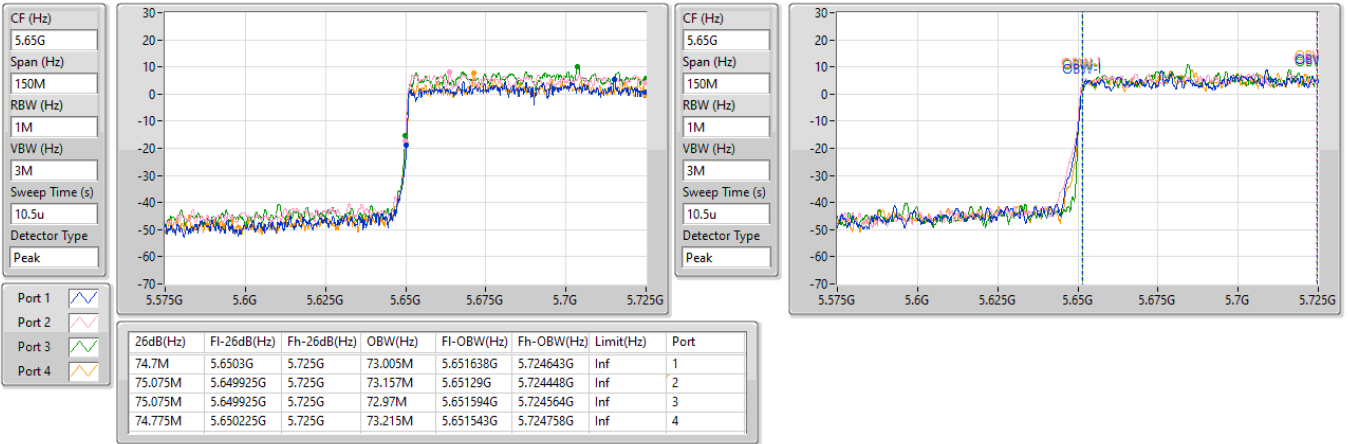 CF (Hz)
5.65G
Span (Hz)
150M
RBW (Hz)
1M
VBW (Hz)
3M
Sweep Time (s)
10.5u
Detector Type
Peak
30
20
10
0
-10
-20
-30
-40
-50
-60
-70
5.575G 5.6G 5.625G 5.65G 5.675G 5.7G 5.725G
CF (Hz)
5.65G
Span (Hz)
150M
RBW (Hz)
1M
VBW (Hz)
3M
Sweep Time (s)
10.5u
Detector Type
Peak
30
20
10
0
-10
-20
-30
-40
-50
-60
-70
5.575G 5.6G 5.625G 5.65G 5.675G 5.7G 5.725G
OBW-l
OBW
Port 1
Port 2
Port 3
Port 4
26dB(Hz) Fl-26dB(Hz) Fh-26dB(Hz) OBW(Hz) Fl-OBW(Hz) Fh-OBW(Hz) Limit(Hz) Port
74.7M 5.6503G 5.725G 73.005M 5.651638G 5.724643G Inf 1
75.075M 5.649925G 5.725G 73.157M 5.65129G 5.724448G Inf 2
75.075M 5.649925G 5.725G 72.97M 5.651594G 5.724564G Inf 3
74.775M 5.650225G 5.725G 73.215M 5.651543G 5.724758G Inf 4